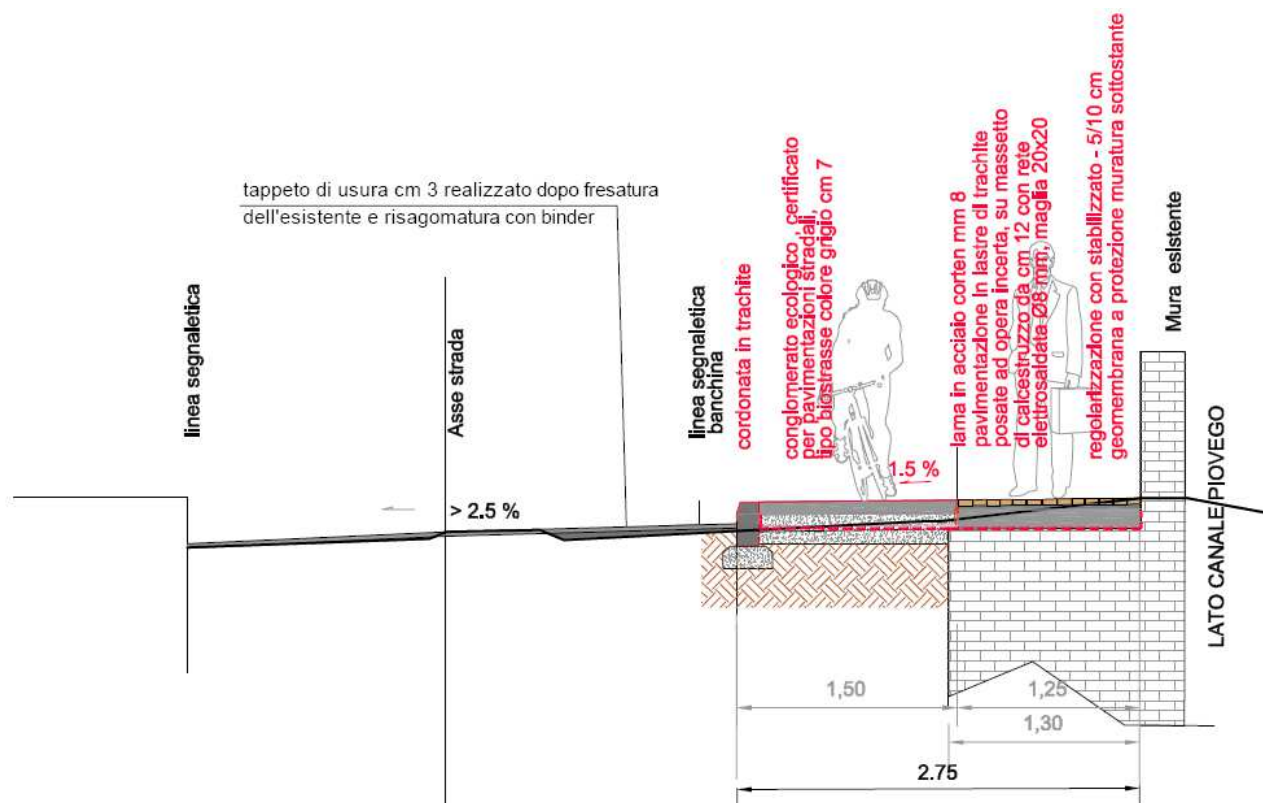 tappeto di usura cm 3 realizzato dopo fresatura
dell'esistente e risagomatura con binder
linea segnaletica
Asse strada
linea segnaletica
banchina
cordonata in trachite
conglomerato ecologico , certificato
per pavimentazioni stradali,
tipo biostrasse colore grigio cm 7
lama in acciaio corten mm 8
pavimentazione in lastre di trachite
posate ad opera incerta, su massetto
di calcestruzzo da cm 12 con rete
elettrosaldata Ø8 mm, maglia 20x20
regolarizzazione con stabilizzato - 5/10 cm
geomembrana a protezione muratura sottostante
Mura esistente
LATO CANALE PIOVEGO
> 2.5 %
1.5 %
1,50
1,25
1,30
2.75